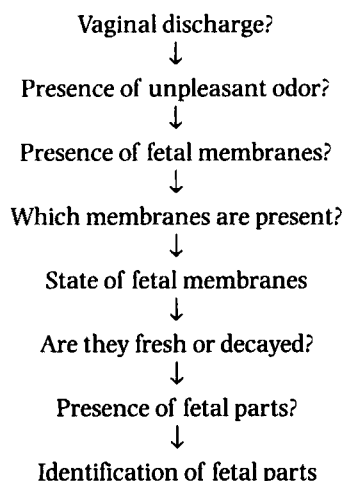 Vaginal discharge?
↓
Presence of unpleasant odor?
↓
Presence of fetal membranes?
↓
Which membranes are present?
↓
State of fetal membranes
↓
Are they fresh or decayed?
↓
Presence of fetal parts?
↓
Identification of fetal parts